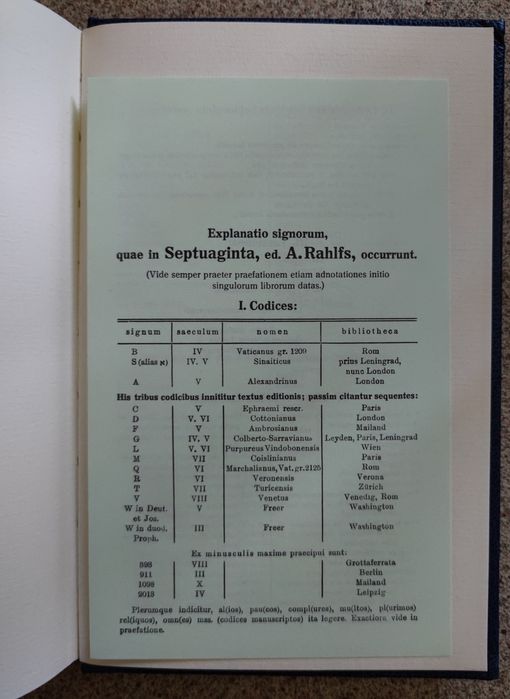 Explanatio signorum,
quae in Septuaginta, ed. A. Rahlfs, occurrunt.
(Vide semper praeter praefationem etiam adnotationes initio
singulorum librorum datas.)
I. Codices:
signum saeculum nomen bibliotheca
B IV Vaticanus gr. 1209 Rom
S (alias א) IV. V Sinaiticus prius Leningrad,
nunc London
A V Alexandrinus London
His tribus codicibus innititur textus editionis; passim citantur sequentes:
C V Ephraemi rescr. Paris
D V. VI Cottonianus London
F V Ambrosianus Mailand
G IV. V Colberto-Sarravianus Leyden, Paris, Leningrad
L V. VI Purpureus Vindobonensis Wien
M VII Coislinianus Paris
Q VI Marchalianus, Vat. gr. 2125 Rom
R VI Veronensis Verona
T VII Turicensis Zürich
V VIII Venetus Venedig, Rom
W in Deut. V Freer Washington
et Jos.
W in duod. III Freer Washington
Proph.
Ex minusculis maxime praecipui sunt:
393 VIII Grottaferrata
911 III Berlin
1098 X Mailand
2013 IV Leipzig
Plerumque indicitur, al(ios), pau(cos), compl(ures), mu(ltos), pl(urimos)
rel(iquos), omn(es) mss. (codices manuscriptos) ita legere. Exactiora vide in
praefatione.